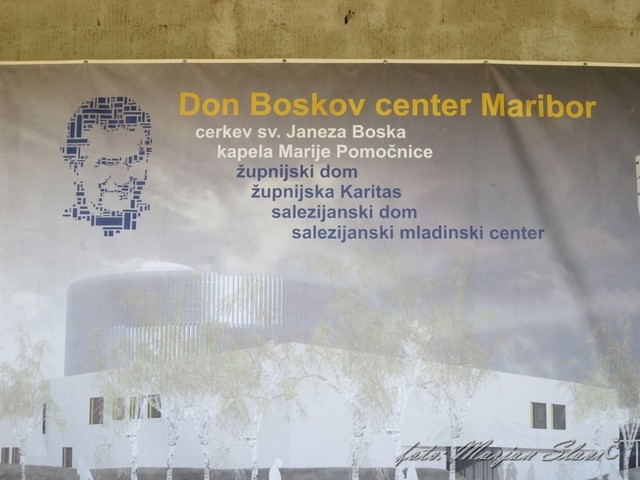 Don Boskov center Maribor
cerkev sv. Janeza Boska
kapela Marije Pomočnice
župnijski dom
župnijska Karitas
salezijanski dom
salezijanski mladinski center
foto: Marjan